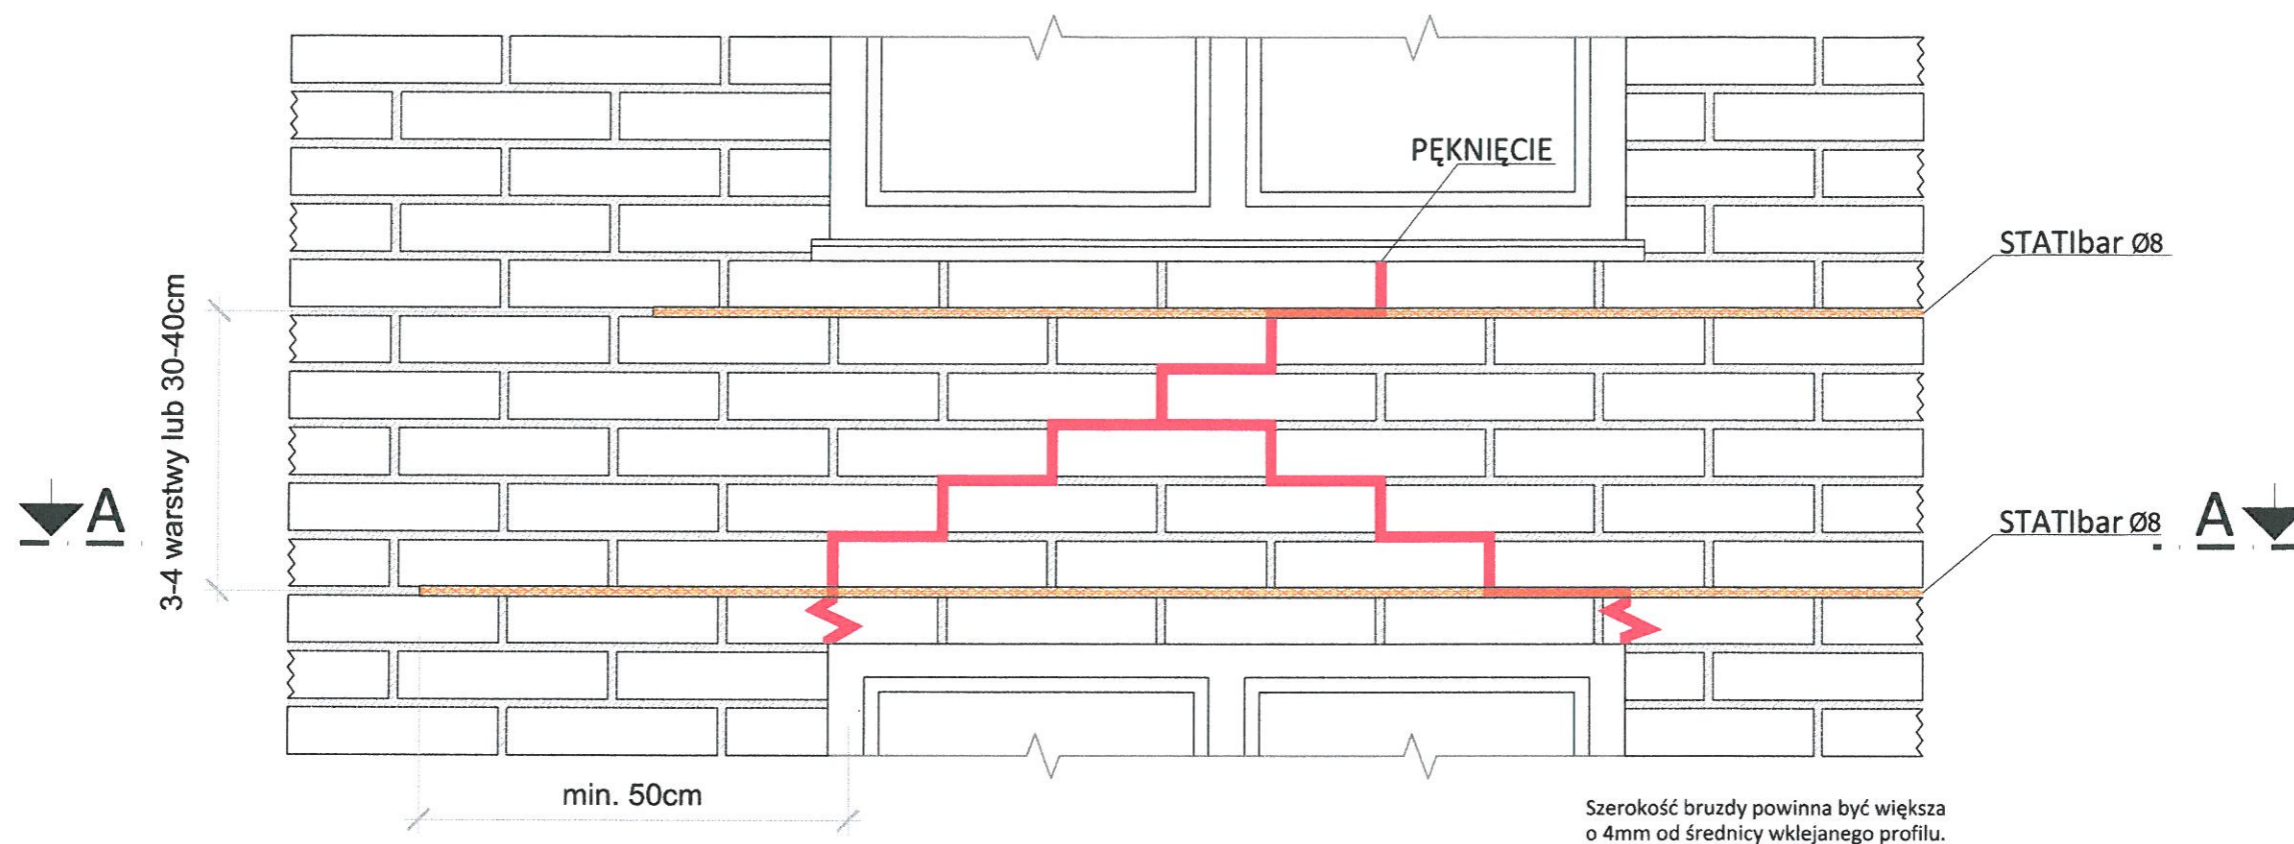 PĘKNIĘCIE
STATIbar Ø8
3-4 warstwy lub 30-40cm
A
STATIbar Ø8
A
min. 50cm
Szerokość bruzdy powinna być większa
o 4mm od średnicy wklejanego profilu.